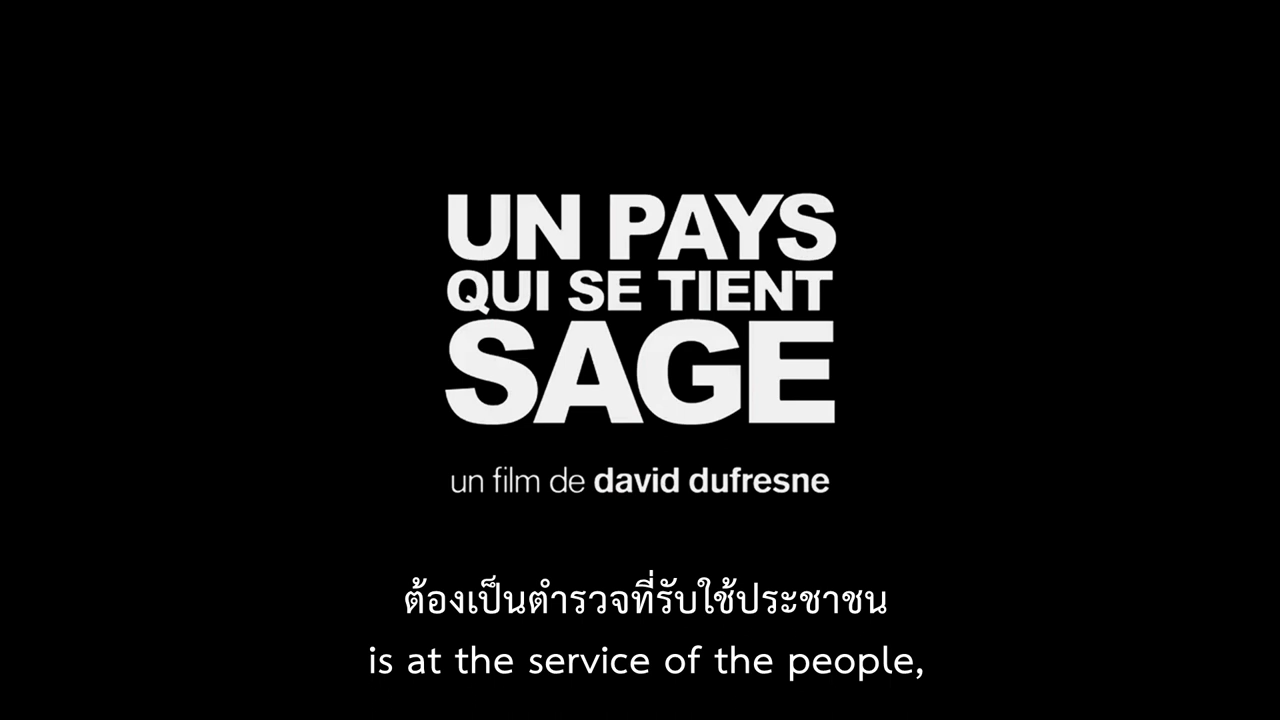 UN PAYS
QUI SE TIENT
SAGE
un film de david dufresne
ต้องเป็นตำรวจที่รับใช้ประชาชน
is at the service of the people,